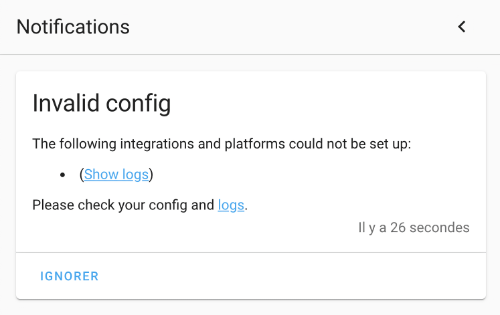 Notifications
Invalid config
The following integrations and platforms could not be set up:
• (Show logs)
Please check your config and logs.
Il y a 26 secondes
IGNORER